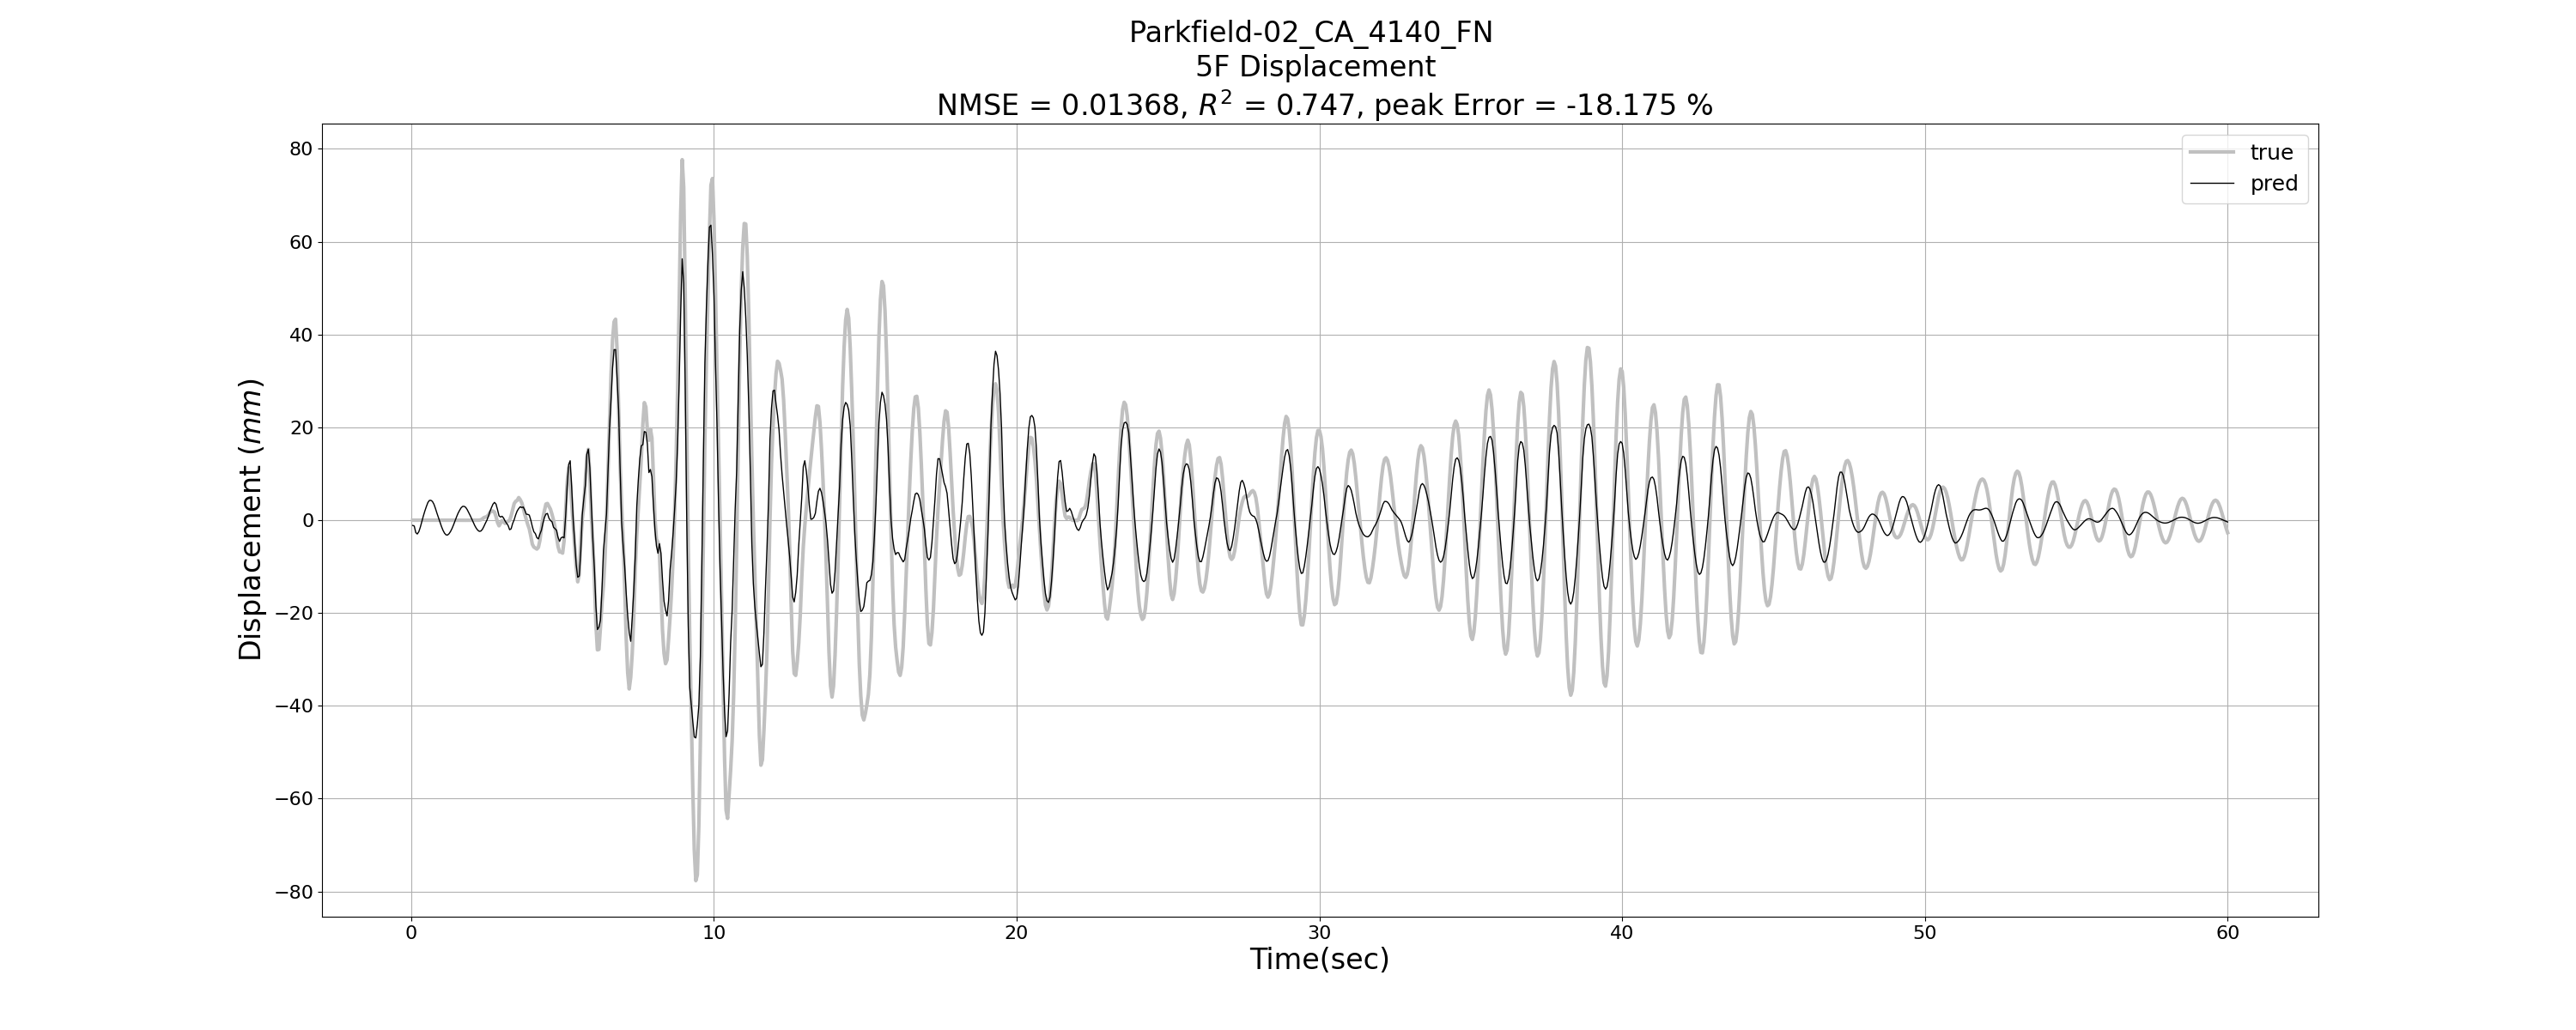 Parkfield-02_CA_4140_FN
5F Displacement
NMSE = 0.01368, R² = 0.747, peak Error = -18.175 %
true
pred
80
60
40
20
0
−20
−40
−60
−80
Displacement (mm)
0 10 20 30 40 50 60
Time(sec)